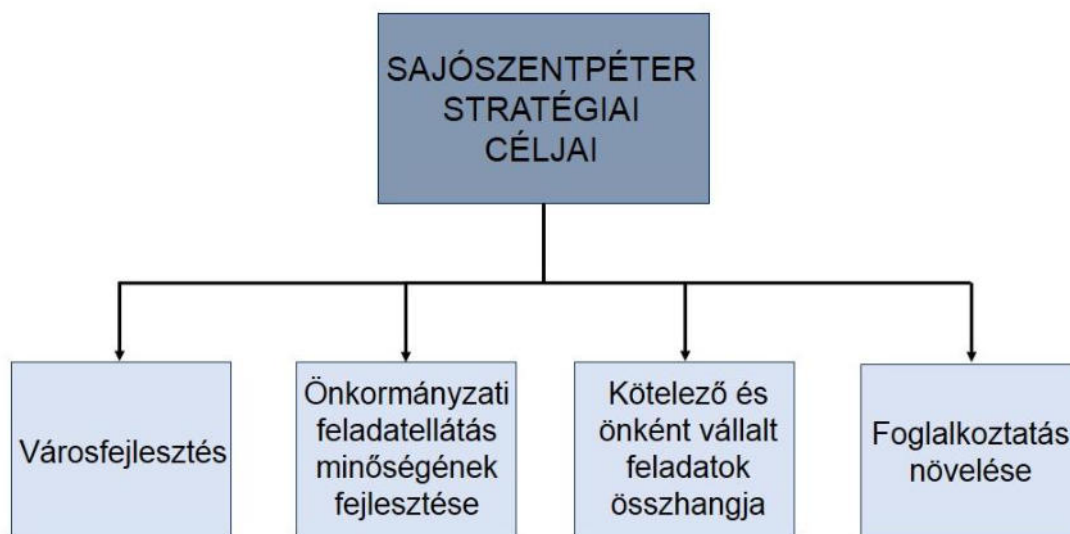 SAJÓSZENTPÉTER
STRATÉGIAI
CÉLJAI
Városfejlesztés
Önkormányzati
feladatellátás
minőségének
fejlesztése
Kötelező és
önként vállalt
feladatok
összhangja
Foglalkoztatás
növelése